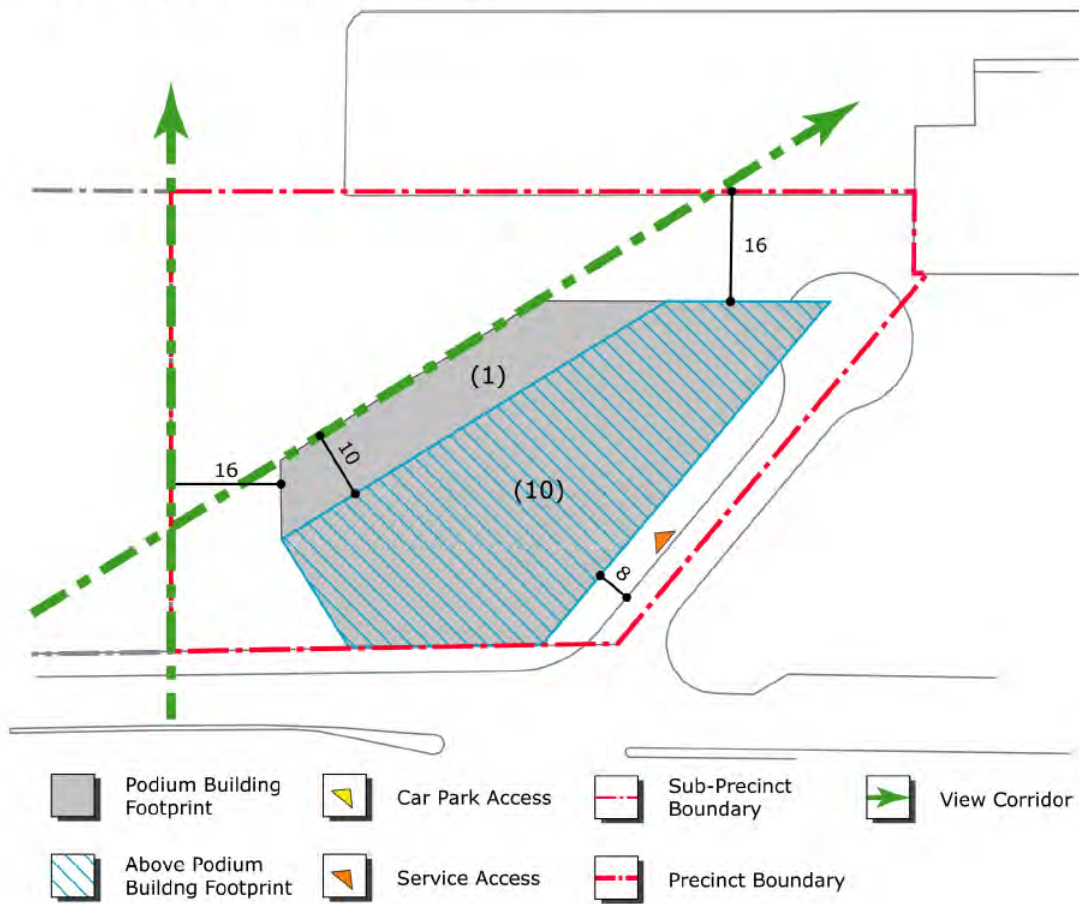 16
(1)
10
16
(10)
8
Podium Building
Footprint
Car Park Access
Sub-Precinct
Boundary
View Corridor
Above Podium
Buildng Footprint
Service Access
Precinct Boundary